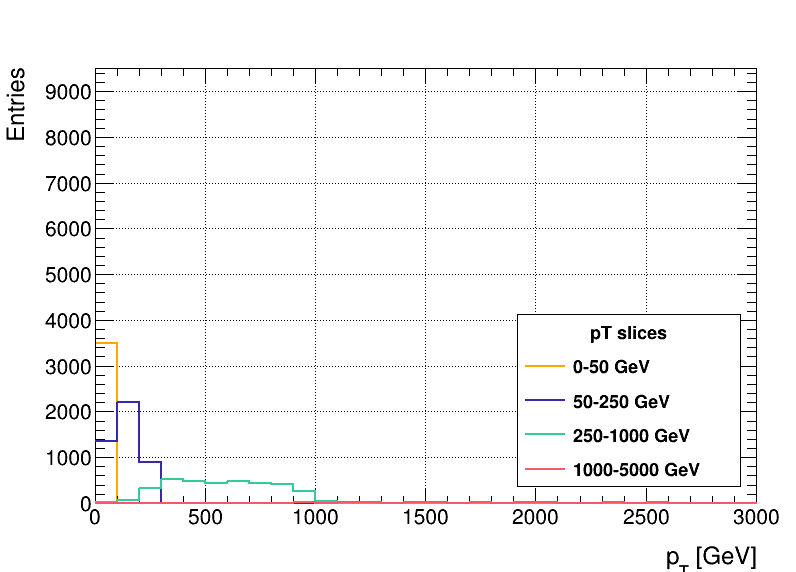 Entries
9000
8000
7000
6000
5000
4000
3000
2000
1000
0
pT slices
0-50 GeV
50-250 GeV
250-1000 GeV
1000-5000 GeV
0 500 1000 1500 2000 2500 3000
p_T [GeV]